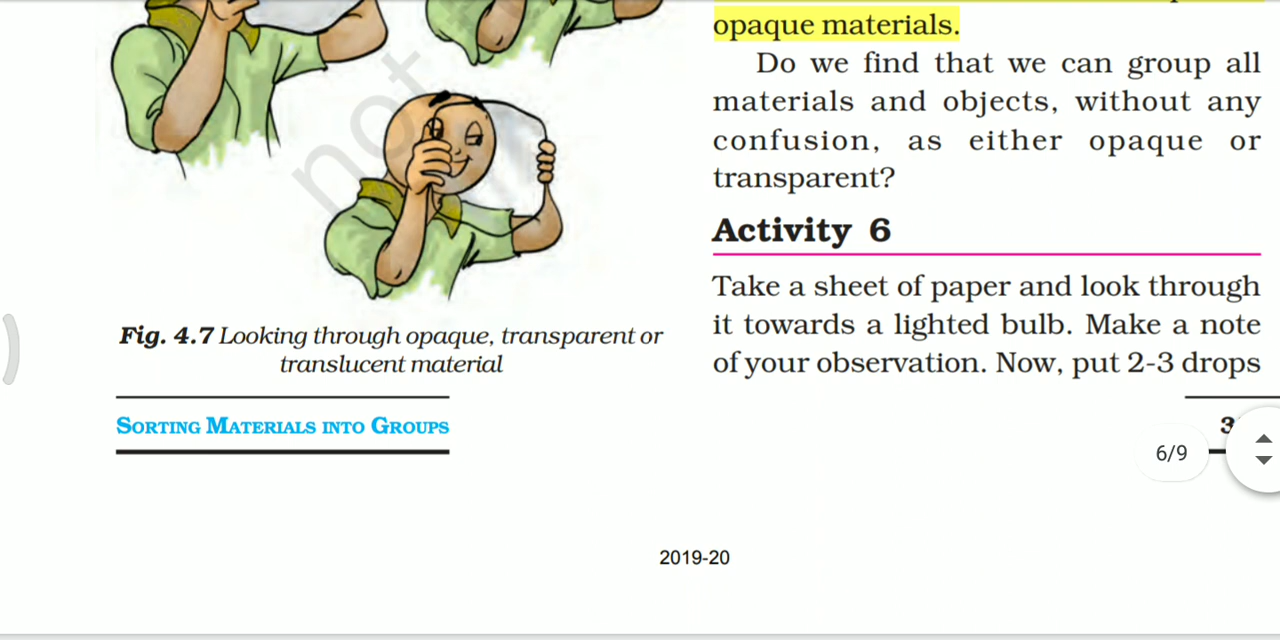 not
Fig. 4.7 Looking through opaque, transparent or
translucent material
SORTING MATERIALS INTO GROUPS
opaque materials.
Do we find that we can group all
materials and objects, without any
confusion, as either opaque or
transparent?
Activity 6
Take a sheet of paper and look through
it towards a lighted bulb. Make a note
of your observation. Now, put 2-3 drops
6/9
2019-20